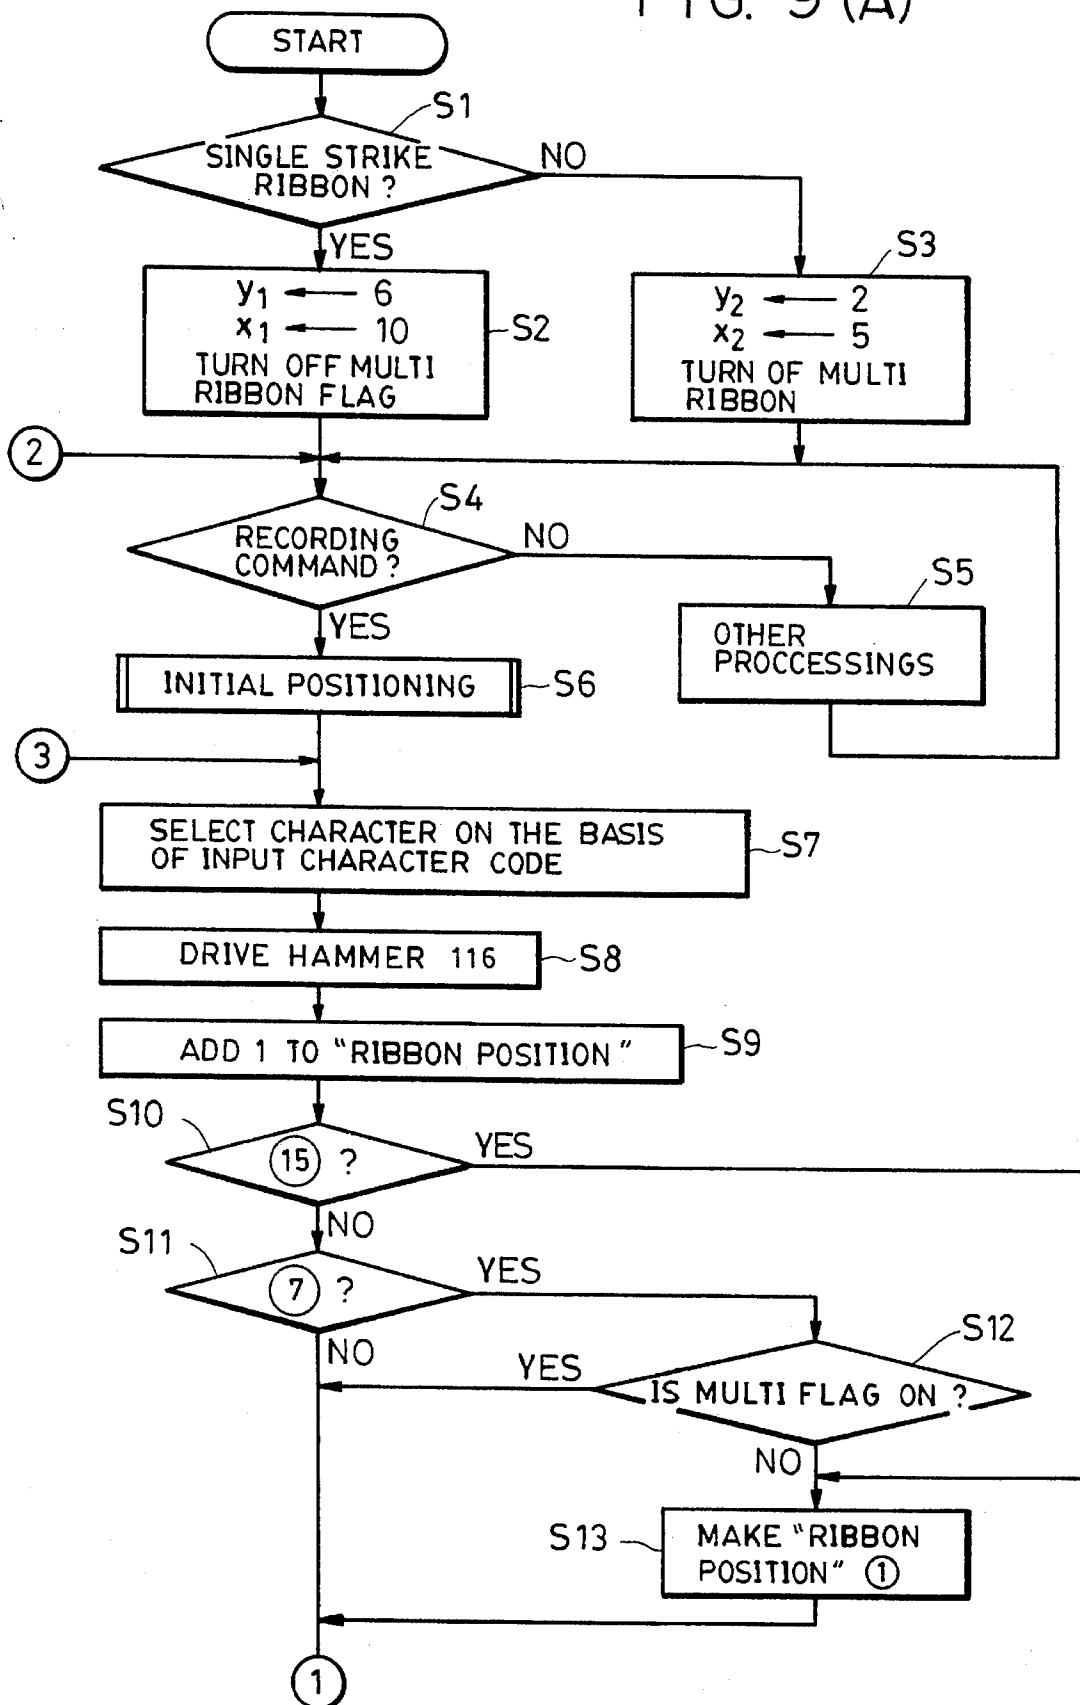 FIG. 9 (A)
START
S1
SINGLE STRIKE
RIBBON ?
NO
YES
S3
y1 ← 6
x1 ← 10
TURN OFF MULTI
RIBBON FLAG
S2
y2 ← 2
x2 ← 5
TURN OF MULTI
RIBBON
2
S4
RECORDING
COMMAND ?
NO
YES
S5
OTHER
PROCCESSINGS
INITIAL POSITIONING
S6
3
SELECT CHARACTER ON THE BASIS
OF INPUT CHARACTER CODE
S7
DRIVE HAMMER 116
S8
ADD 1 TO "RIBBON POSITION"
S9
S10
15 ?
YES
NO
S11
7 ?
YES
NO
S12
YES
IS MULTI FLAG ON ?
NO
S13
MAKE "RIBBON
POSITION" 1
1